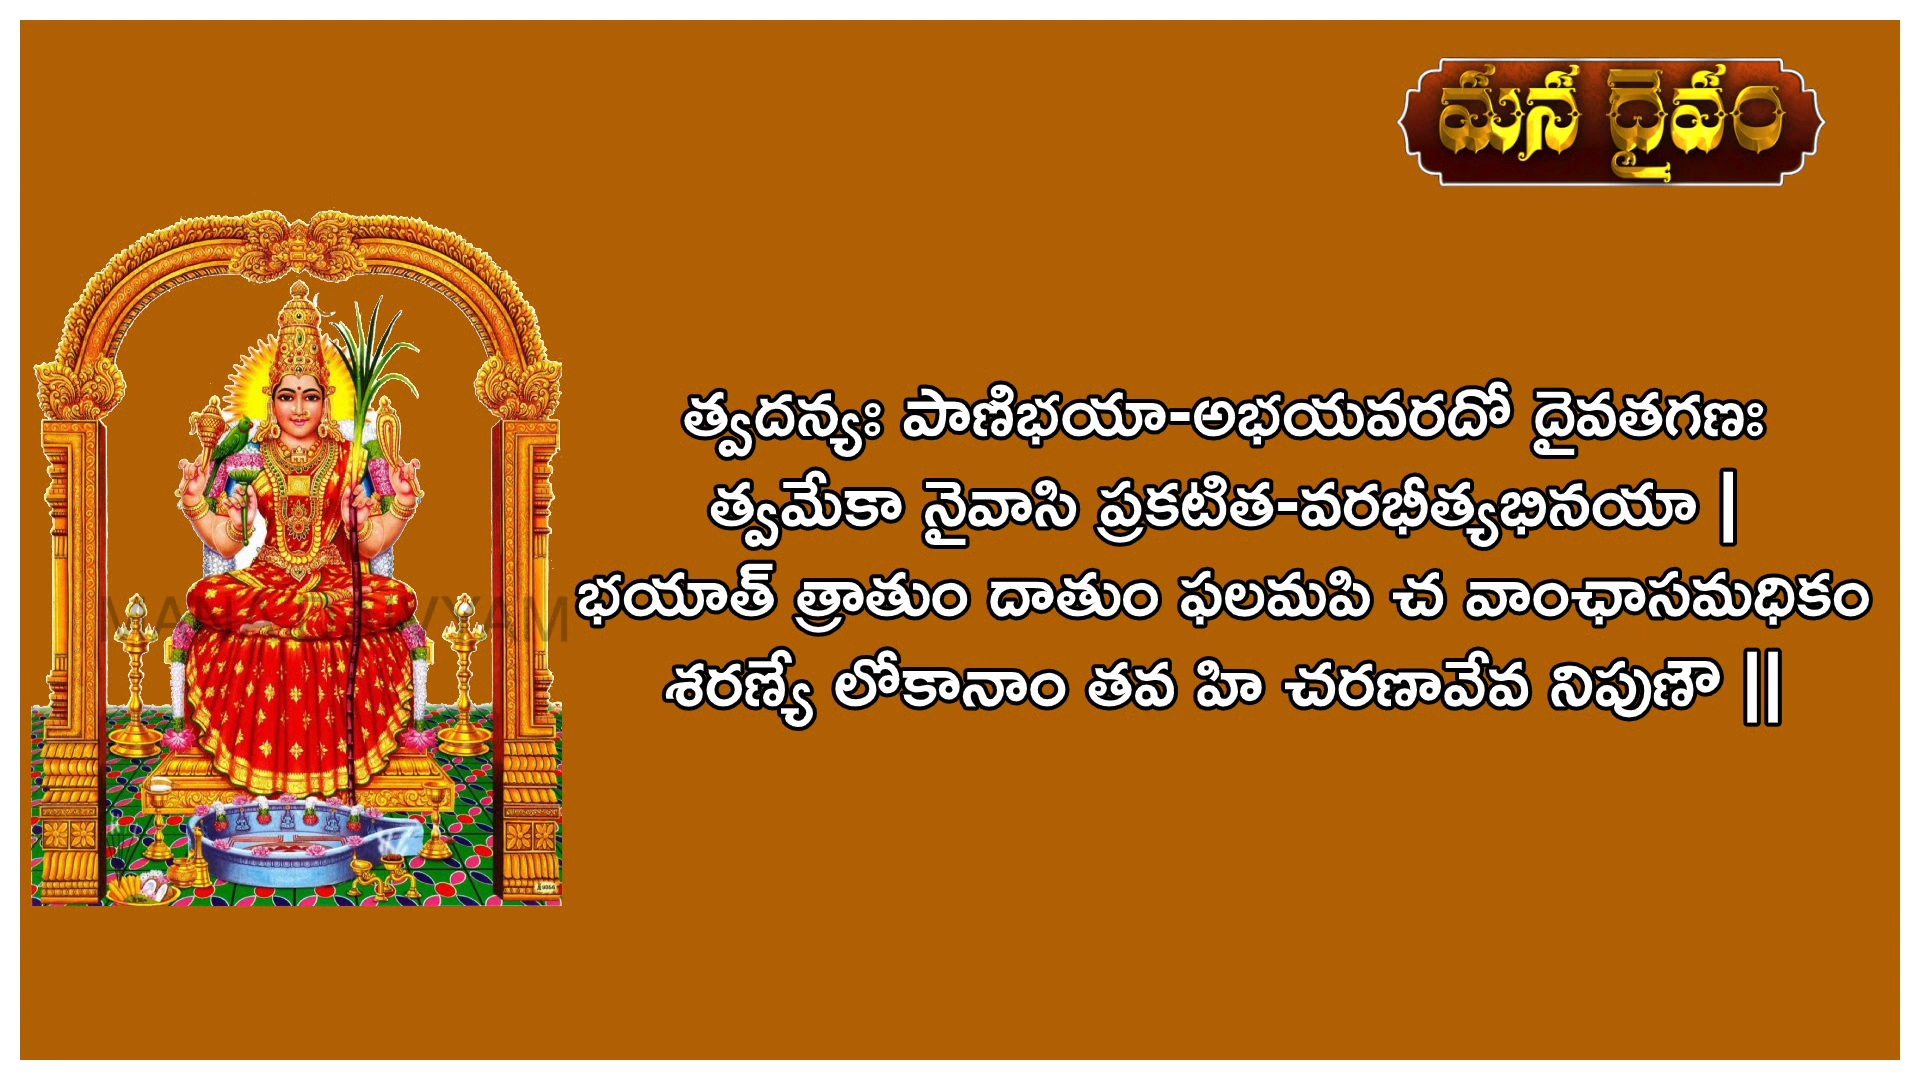 మన దైవం
త్వదన్యః పాణిభయా-అభయవరదో దైవతగణః
త్వమేకా నైవాసి ప్రకటిత-వరభీత్యభినయా |
భయాత్ త్రాతుం దాతుం ఫలమపి చ వాంఛాసమధికం
శరణ్యే లోకానాం తవ హి చరణావేవ నిపుణౌ ||